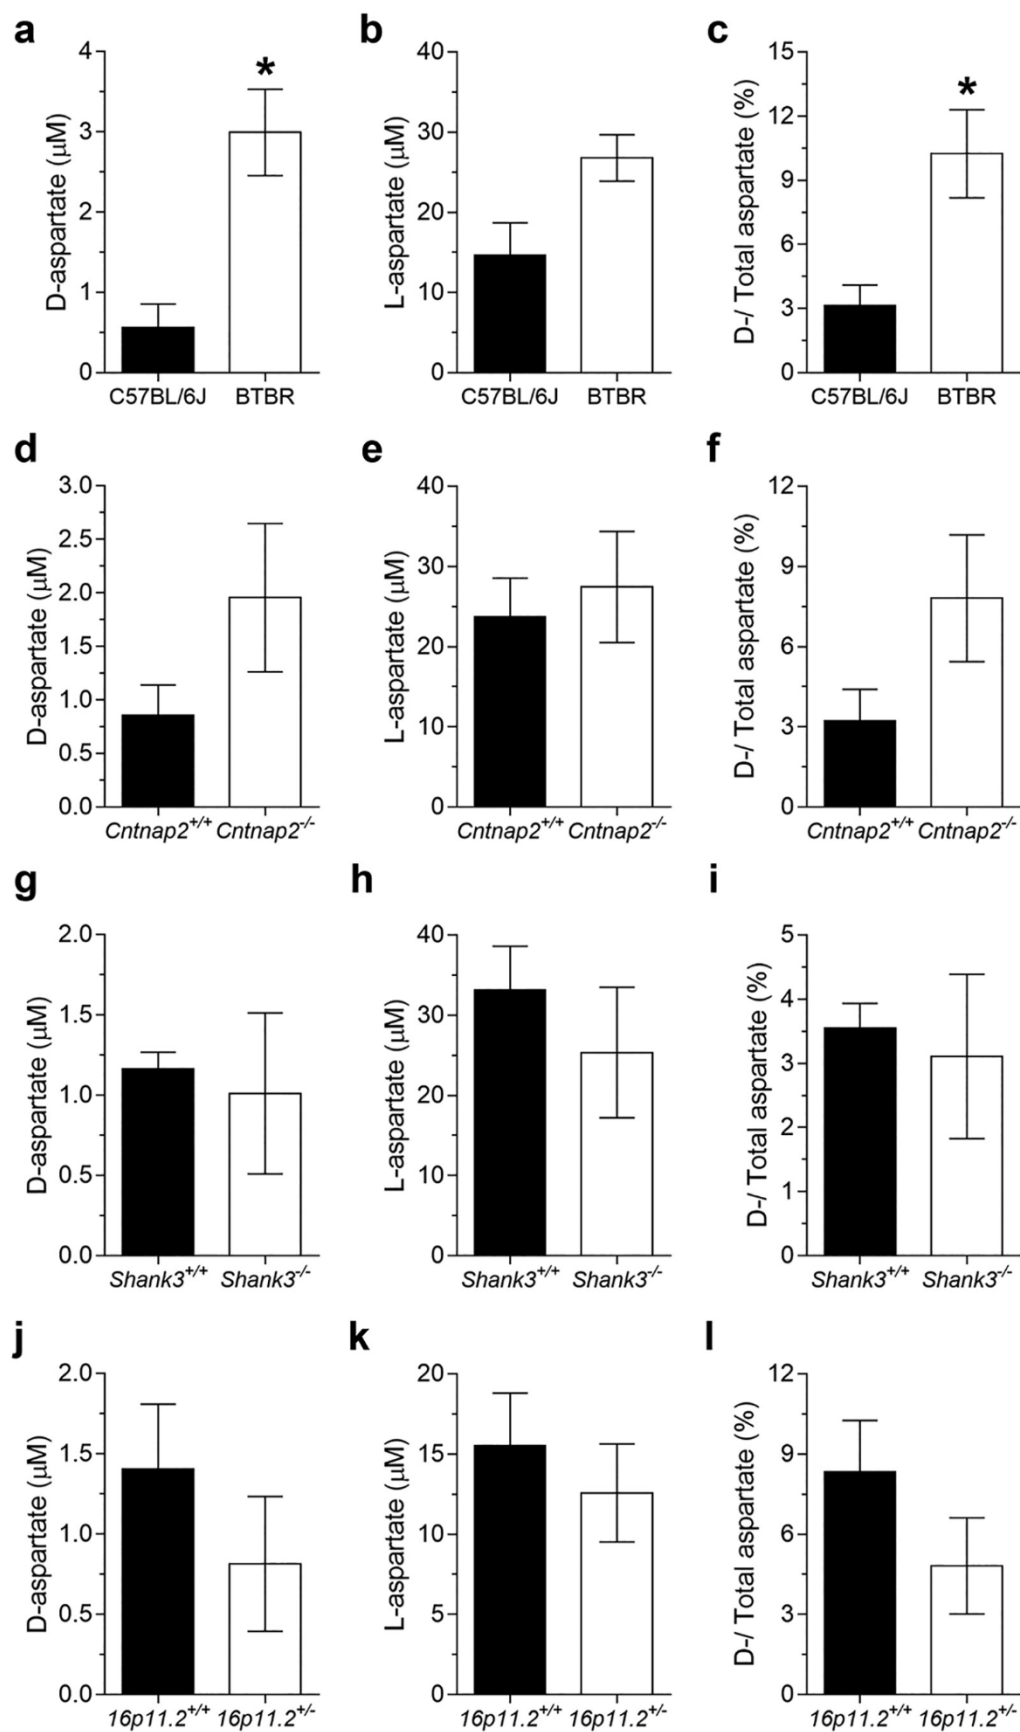 a b c
D-aspartate (μM)
4
3
2
1
0
*
C57BL/6J BTBR
L-aspartate (μM)
40
30
20
10
0
C57BL/6J BTBR
D-/ Total aspartate (%)
15
12
9
6
3
0
*
C57BL/6J BTBR
d e f
D-aspartate (μM)
3.0
2.5
2.0
1.5
1.0
0.5
0.0
Cntnap2+/+ Cntnap2-/-
L-aspartate (μM)
40
30
20
10
0
Cntnap2+/+ Cntnap2-/-
D-/ Total aspartate (%)
12
9
6
3
0
Cntnap2+/+ Cntnap2-/-
g h i
D-aspartate (μM)
2.0
1.5
1.0
0.5
0.0
Shank3+/+ Shank3-/-
L-aspartate (μM)
40
30
20
10
0
Shank3+/+ Shank3-/-
D-/ Total aspartate (%)
5
4
3
2
1
0
Shank3+/+ Shank3-/-
j k l
D-aspartate (μM)
2.0
1.5
1.0
0.5
0.0
16p11.2+/+ 16p11.2+/-
L-aspartate (μM)
20
15
10
5
0
16p11.2+/+ 16p11.2+/-
D-/ Total aspartate (%)
12
9
6
3
0
16p11.2+/+ 16p11.2+/-